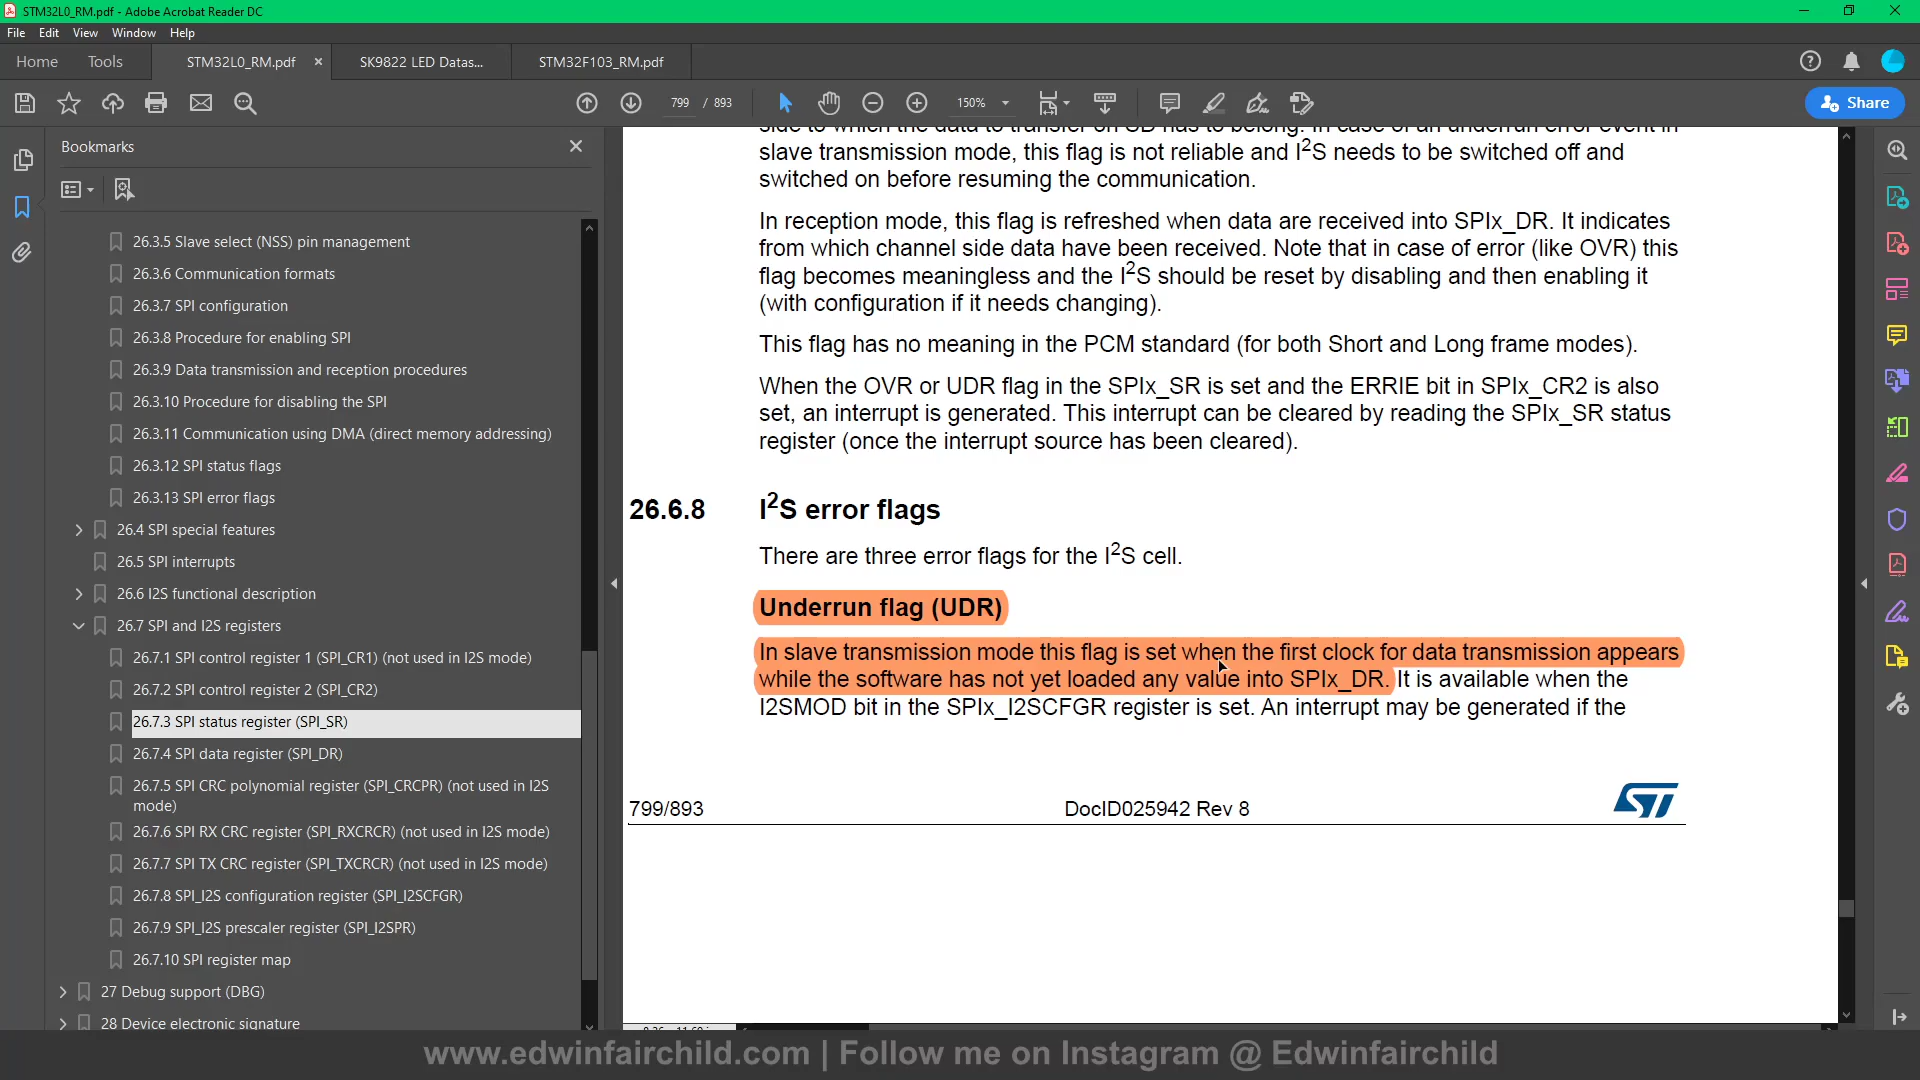 STM32L0_RM.pdf - Adobe Acrobat Reader DC
File Edit View Window Help
Home Tools STM32L0_RM.pdf SK9822 LED Datas... STM32F103_RM.pdf
799 / 893 150% Share
Bookmarks
26.3.5 Slave select (NSS) pin management
26.3.6 Communication formats
26.3.7 SPI configuration
26.3.8 Procedure for enabling SPI
26.3.9 Data transmission and reception procedures
26.3.10 Procedure for disabling the SPI
26.3.11 Communication using DMA (direct memory addressing)
26.3.12 SPI status flags
26.3.13 SPI error flags
26.4 SPI special features
26.5 SPI interrupts
26.6 I2S functional description
26.7 SPI and I2S registers
26.7.1 SPI control register 1 (SPI_CR1) (not used in I2S mode)
26.7.2 SPI control register 2 (SPI_CR2)
26.7.3 SPI status register (SPI_SR)
26.7.4 SPI data register (SPI_DR)
26.7.5 SPI CRC polynomial register (SPI_CRCPR) (not used in I2S
mode)
26.7.6 SPI RX CRC register (SPI_RXCRCR) (not used in I2S mode)
26.7.7 SPI TX CRC register (SPI_TXCRCR) (not used in I2S mode)
26.7.8 SPI_I2S configuration register (SPI_I2SCFGR)
26.7.9 SPI_I2S prescaler register (SPI_I2SPR)
26.7.10 SPI register map
27 Debug support (DBG)
28 Device electronic signature
side to which the data to transfer on SD has to belong. In case of an underrun error event in
slave transmission mode, this flag is not reliable and I2S needs to be switched off and
switched on before resuming the communication.
In reception mode, this flag is refreshed when data are received into SPIx_DR. It indicates
from which channel side data have been received. Note that in case of error (like OVR) this
flag becomes meaningless and the I2S should be reset by disabling and then enabling it
(with configuration if it needs changing).
This flag has no meaning in the PCM standard (for both Short and Long frame modes).
When the OVR or UDR flag in the SPIx_SR is set and the ERRIE bit in SPIx_CR2 is also
set, an interrupt is generated. This interrupt can be cleared by reading the SPIx_SR status
register (once the interrupt source has been cleared).
26.6.8 I2S error flags
There are three error flags for the I2S cell.
Underrun flag (UDR)
In slave transmission mode this flag is set when the first clock for data transmission appears
while the software has not yet loaded any value into SPIx_DR. It is available when the
I2SMOD bit in the SPIx_I2SCFGR register is set. An interrupt may be generated if the
799/893 DocID025942 Rev 8 ST
www.edwinfairchild.com | Follow me on Instagram @ Edwinfairchild